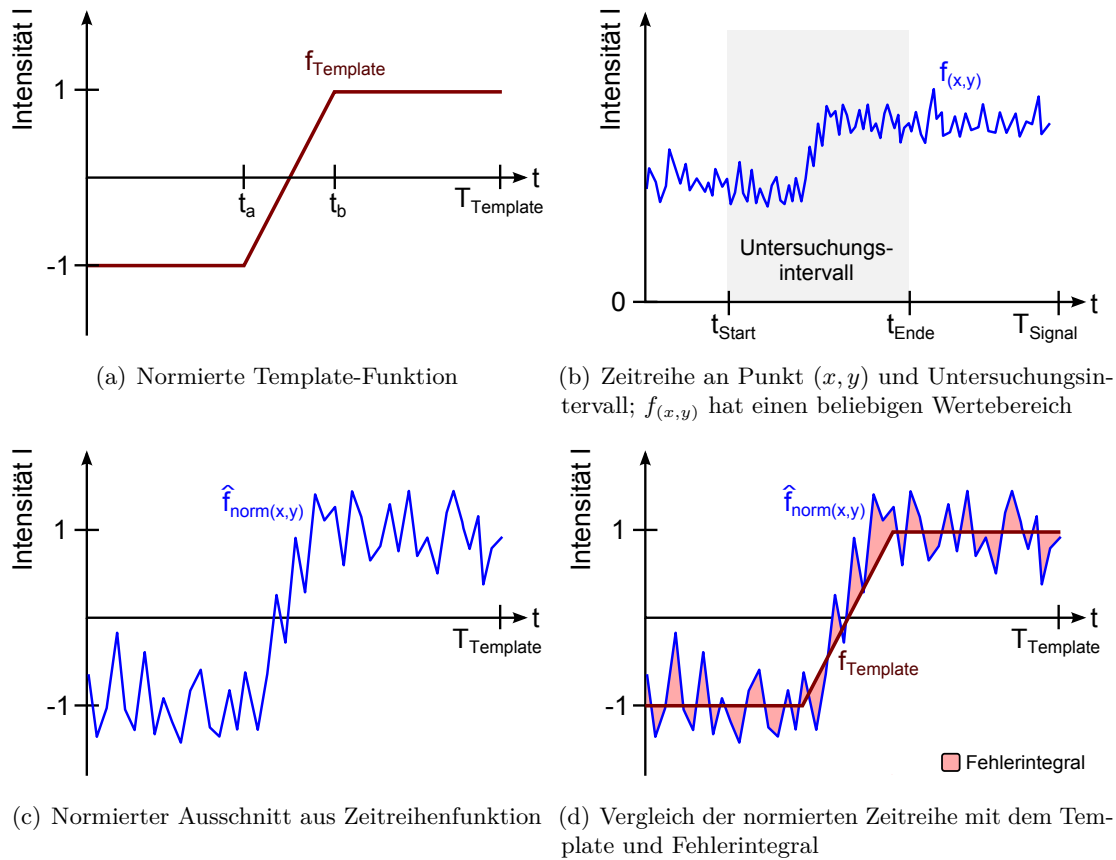 Intensität I
f_Template
1
t
t_a
t_b
T_Template
-1
(a) Normierte Template-Funktion
Intensität I
f_(x,y)
Untersuchungs-
intervall
0
t
t_Start
t_Ende
T_Signal
(b) Zeitreihe an Punkt (x, y) und Untersuchungsin-
tervall; f_(x,y) hat einen beliebigen Wertebereich
Intensität I
f̂_norm(x,y)
1
t
T_Template
-1
(c) Normierter Ausschnitt aus Zeitreihenfunktion
Intensität I
f̂_norm(x,y)
1
t
T_Template
f_Template
-1
Fehlerintegral
(d) Vergleich der normierten Zeitreihe mit dem Tem-
plate und Fehlerintegral